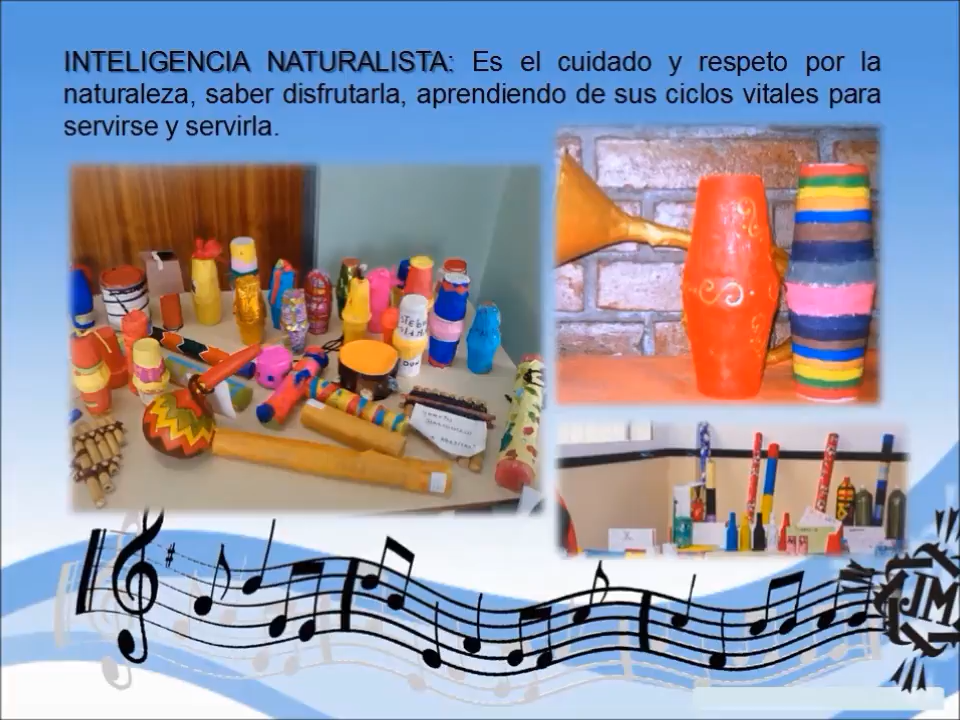 INTELIGENCIA NATURALISTA: Es el cuidado y respeto por la
naturaleza, saber disfrutarla, aprendiendo de sus ciclos vitales para
servirse y servirla.
JM